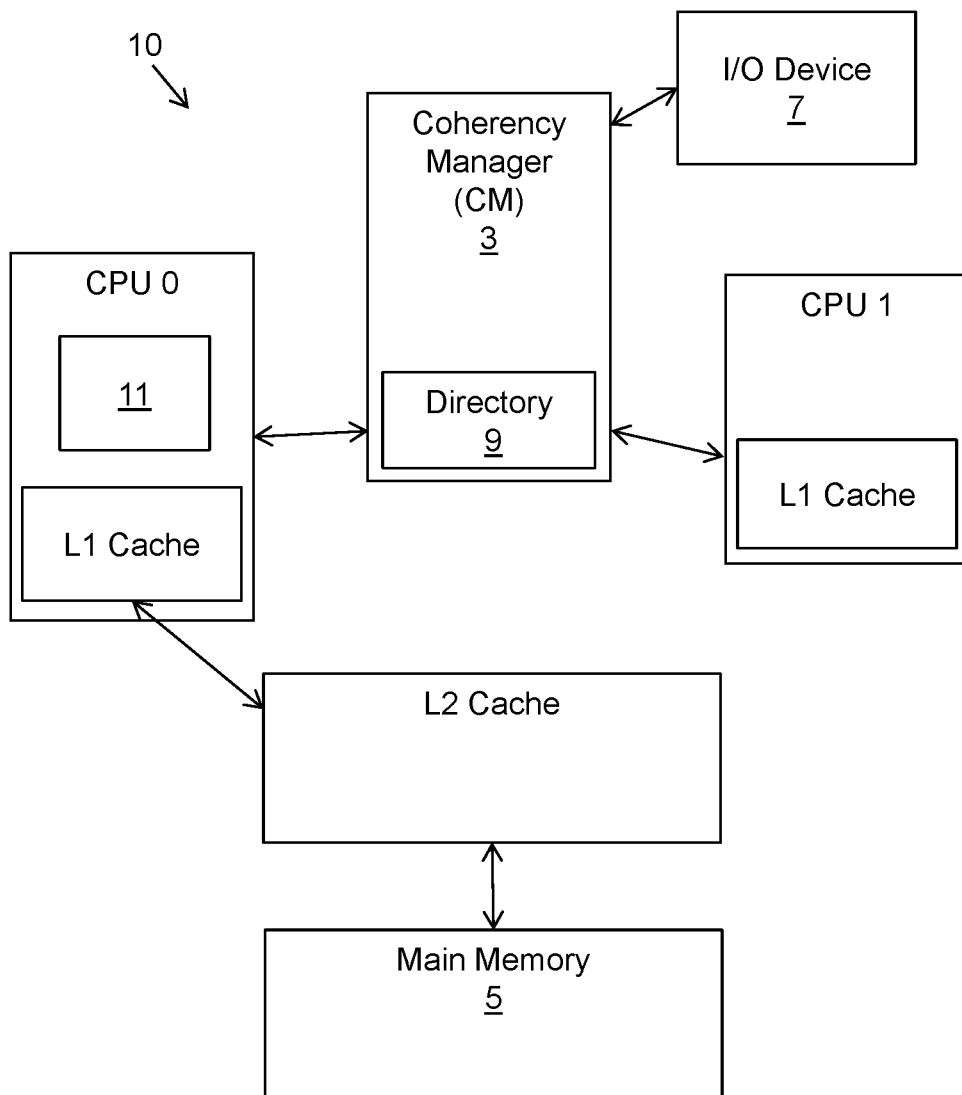 10
I/O Device
7
Coherency
Manager
(CM)
3
CPU 0
CPU 1
11
Directory
9
L1 Cache
L1 Cache
L2 Cache
Main Memory
5